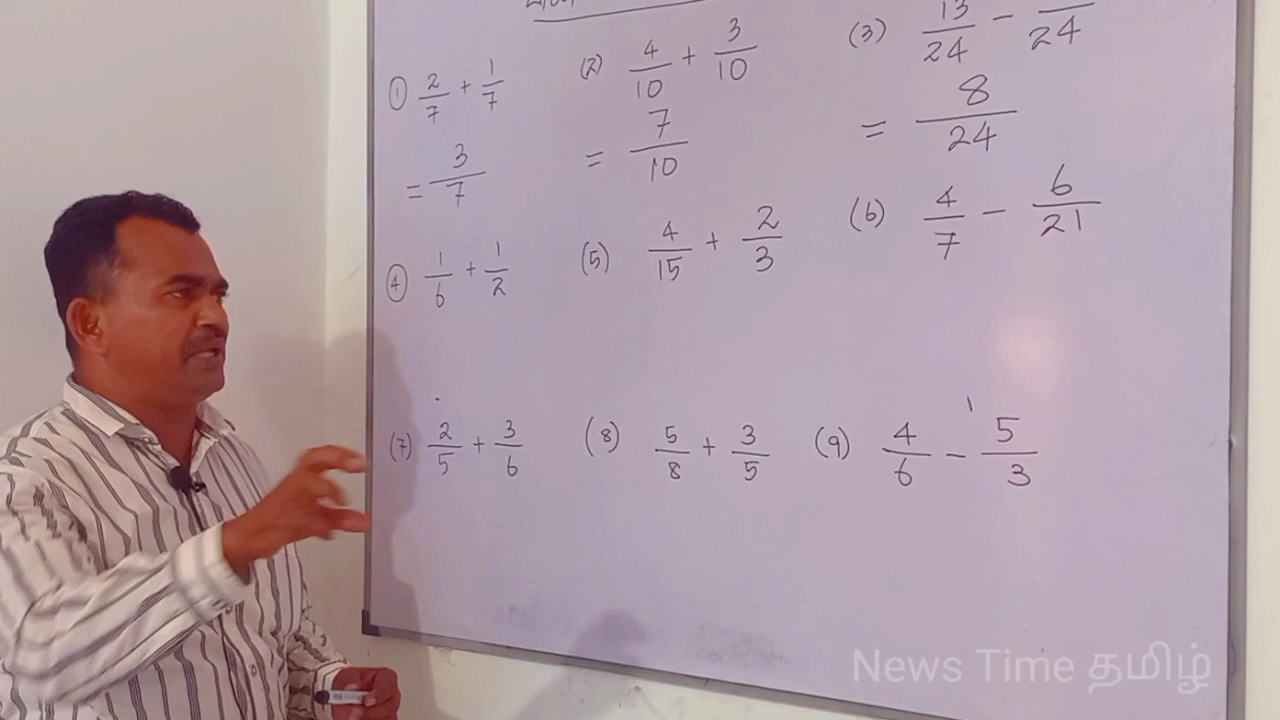 (1) 2/7 + 1/7
= 3/7
(2) 4/10 + 3/10
= 7/10
(3) 13/24 - /24
= 8/24
(4) 1/6 + 1/2
(5) 4/15 + 2/3
(6) 4/7 - 6/21
(7) 2/5 + 3/6
(8) 5/8 + 3/5
(9) 4/6 - 5/3
News Time தமிழ்